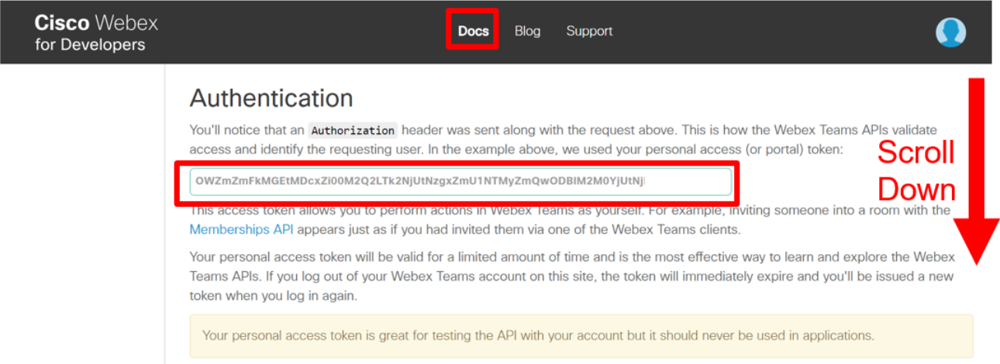 Cisco Webex
for Developers
Docs Blog Support
Authentication
You'll notice that an Authorization header was sent along with the request above. This is how the Webex Teams APIs validate
access and identify the requesting user. In the example above, we used your personal access (or portal) token:
OWZmZmFkMGEtMDcxZi00M2Q2LTk2NjUtNzgxZmU1NTMyZmQwODBlM2M0YjUtNj
This access token allows you to perform actions in Webex Teams as yourself. For example, inviting someone into a room with the
Memberships API appears just as if you had invited them via one of the Webex Teams clients.
Your personal access token will be valid for a limited amount of time and is the most effective way to learn and explore the Webex
Teams APIs. If you log out of your Webex Teams account on this site, the token will immediately expire and you'll be issued a new
token when you log in again.
Your personal access token is great for testing the API with your account but it should never be used in applications.
Scroll
Down